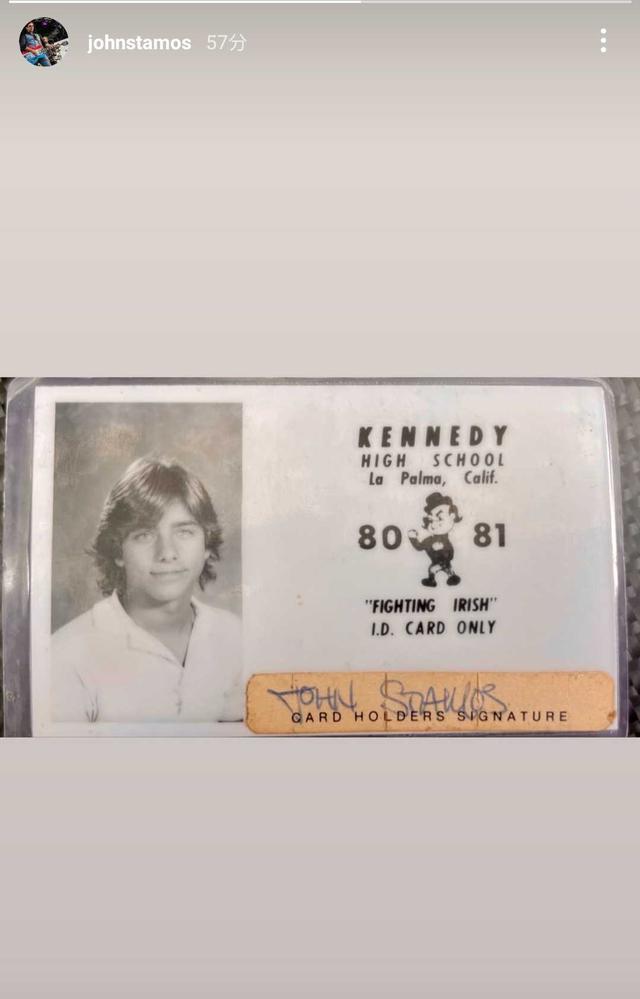 johnstamos 57分
KENNEDY
HIGH SCHOOL
La Palma, Calif.
80 81
"FIGHTING IRISH"
I.D. CARD ONLY
JOHN STAMOS
CARD HOLDERS SIGNATURE